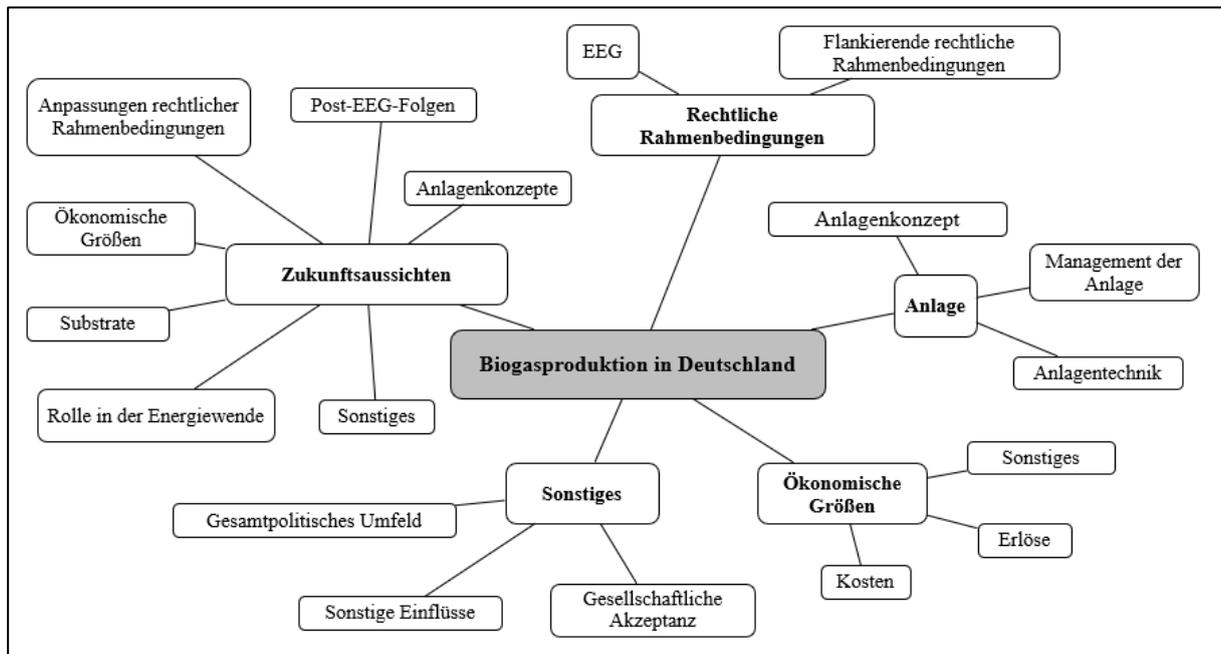 EEG
Flankierende rechtliche
Rahmenbedingungen
Rechtliche
Rahmenbedingungen
Anpassungen rechtlicher
Rahmenbedingungen
Post-EEG-Folgen
Anlagenkonzepte
Ökonomische
Größen
Zukunftsaussichten
Substrate
Rolle in der Energiewende
Sonstiges
Anlagenkonzept
Management der
Anlage
Anlage
Anlagentechnik
Biogasproduktion in Deutschland
Sonstiges
Gesamtpolitisches Umfeld
Sonstige Einflüsse
Gesellschaftliche
Akzeptanz
Ökonomische
Größen
Sonstiges
Erlöse
Kosten